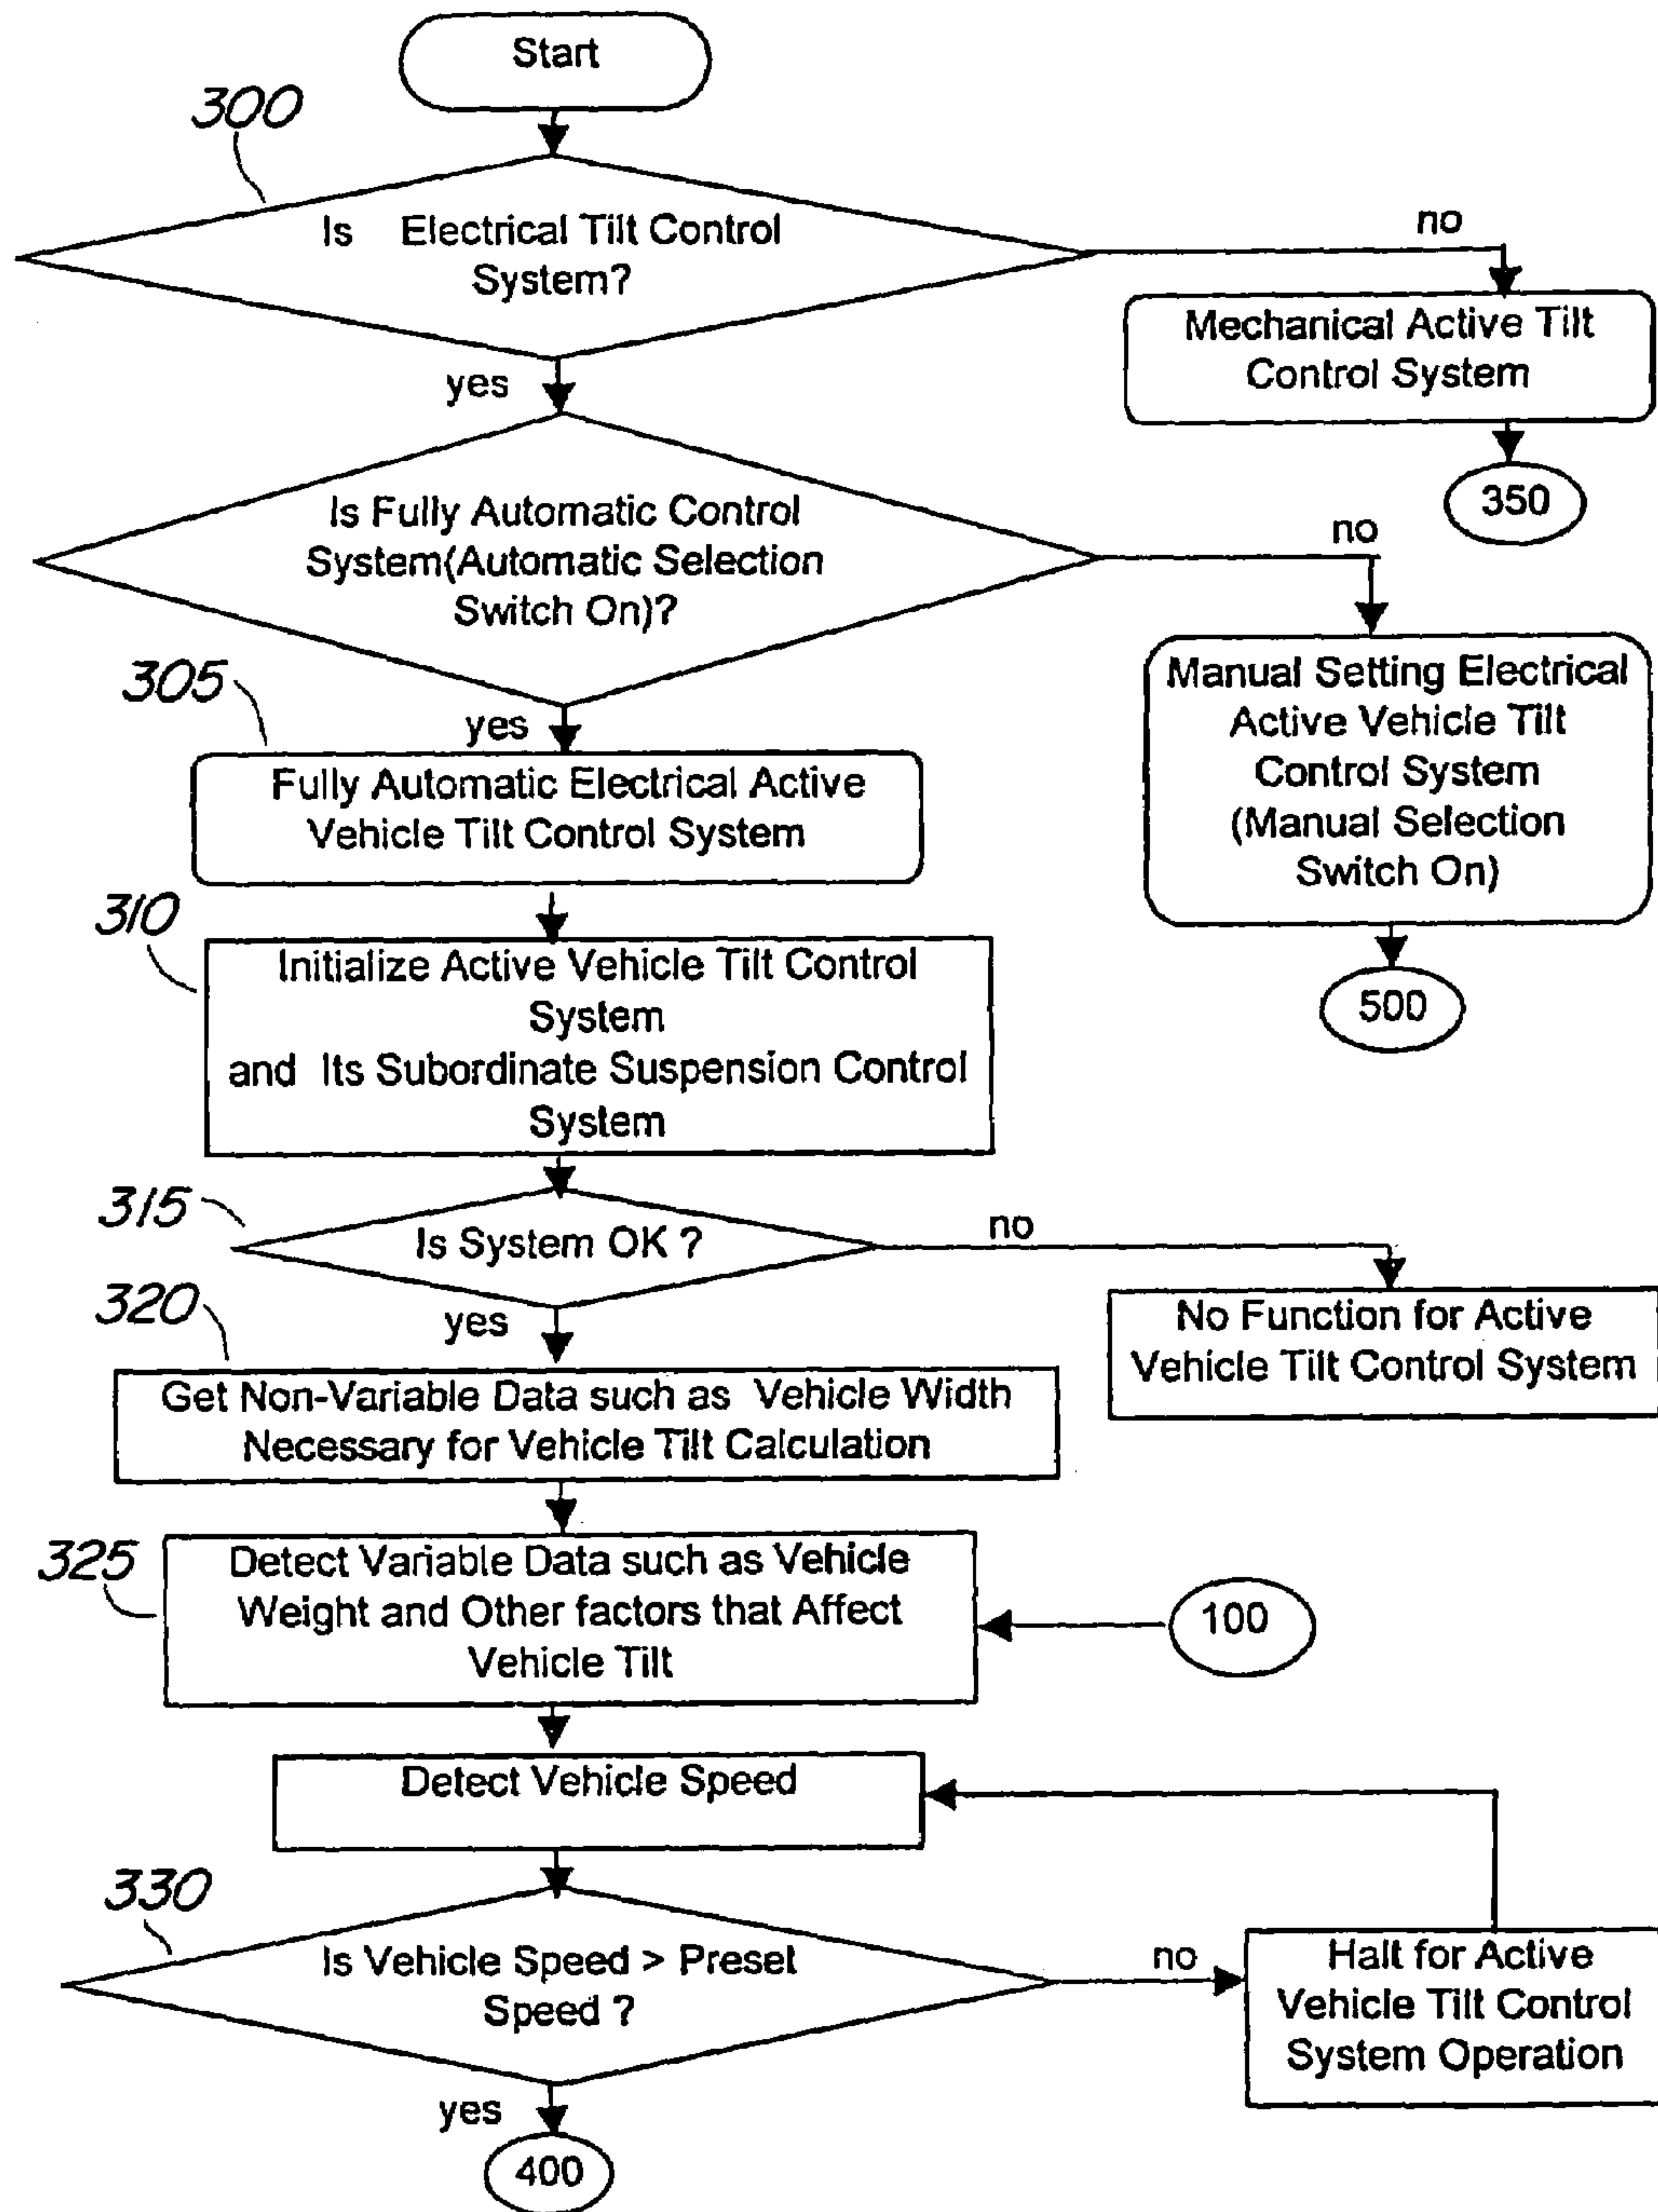 Start
300
Is Electrical Tilt Control
System?
no
yes
Mechanical Active Tilt
Control System
350
Is Fully Automatic Control
System(Automatic Selection
Switch On)?
no
yes
305
Fully Automatic Electrical Active
Vehicle Tilt Control System
Manual Setting Electrical
Active Vehicle Tilt
Control System
(Manual Selection
Switch On)
500
310
Initialize Active Vehicle Tilt Control
System
and Its Subordinate Suspension Control
System
315
Is System OK ?
no
yes
No Function for Active
Vehicle Tilt Control System
320
Get Non-Variable Data such as Vehicle Width
Necessary for Vehicle Tilt Calculation
325
Detect Variable Data such as Vehicle
Weight and Other factors that Affect
Vehicle Tilt
100
Detect Vehicle Speed
330
Is Vehicle Speed > Preset
Speed ?
no
Halt for Active
Vehicle Tilt Control
System Operation
yes
400